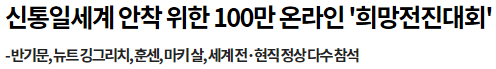 신통일세계 안착 위한 100만 온라인 '희망전진대회'
- 반기문, 뉴트 깅그리치, 훈센, 마키 살, 세계 전·현직 정상 다수 참석